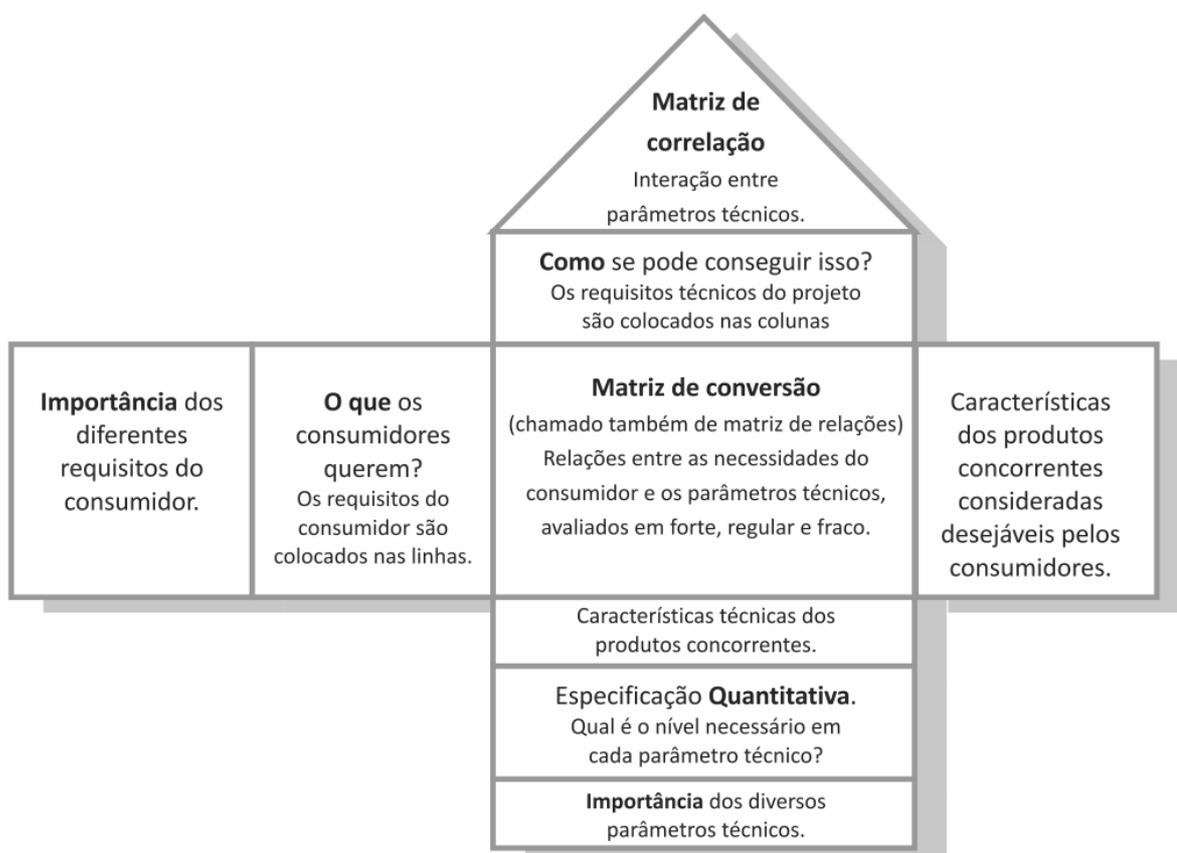 Matriz de
correlação
Interação entre
parâmetros técnicos.
Como se pode conseguir isso?
Os requisitos técnicos do projeto
são colocados nas colunas
Importância dos
diferentes
requisitos do
consumidor.
O que os
consumidores
querem?
Os requisitos do
consumidor são
colocados nas linhas.
Matriz de conversão
(chamado também de matriz de relações)
Relações entre as necessidades do
consumidor e os parâmetros técnicos,
avaliados em forte, regular e fraco.
Características
dos produtos
concorrentes
consideradas
desejáveis pelos
consumidores.
Características técnicas dos
produtos concorrentes.
Especificação Quantitativa.
Qual é o nível necessário em
cada parâmetro técnico?
Importância dos diversos
parâmetros técnicos.